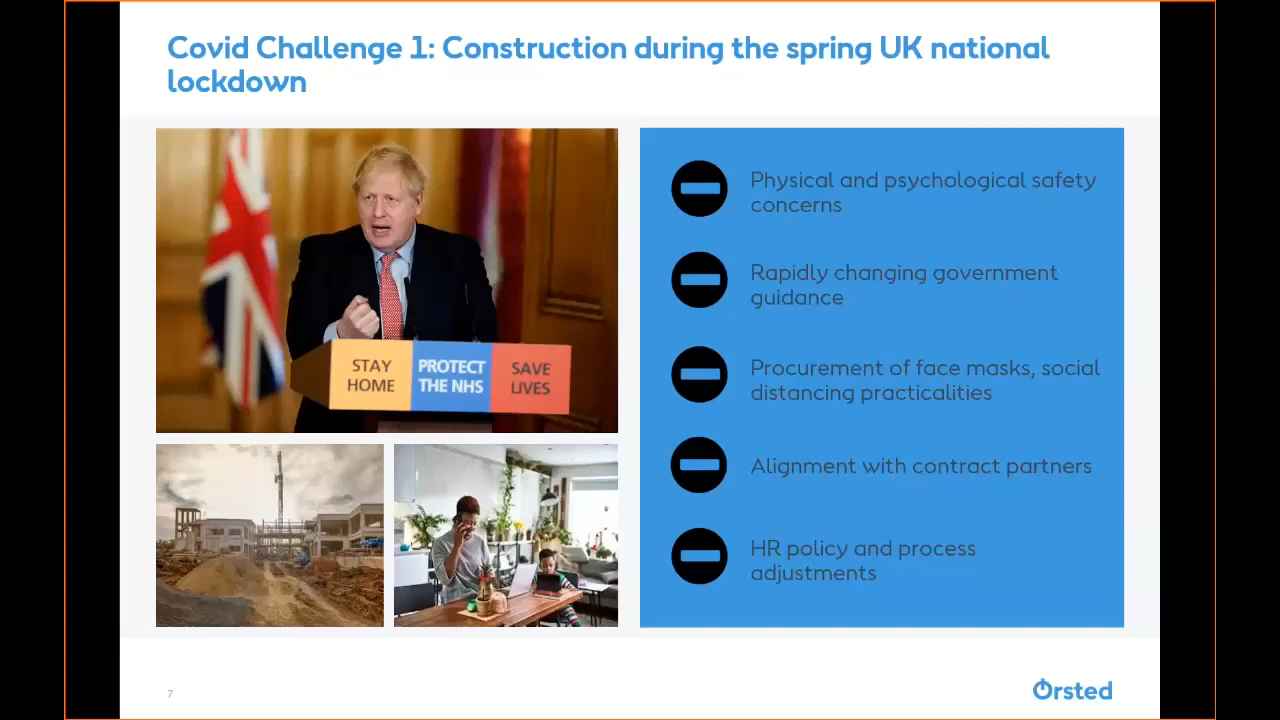 Covid Challenge 1: Construction during the spring UK national
lockdown
STAY
HOME
PROTECT
THE NHS
SAVE
LIVES
Physical and psychological safety
concerns
Rapidly changing government
guidance
Procurement of face masks, social
distancing practicalities
Alignment with contract partners
HR policy and process
adjustments
7
Ørsted